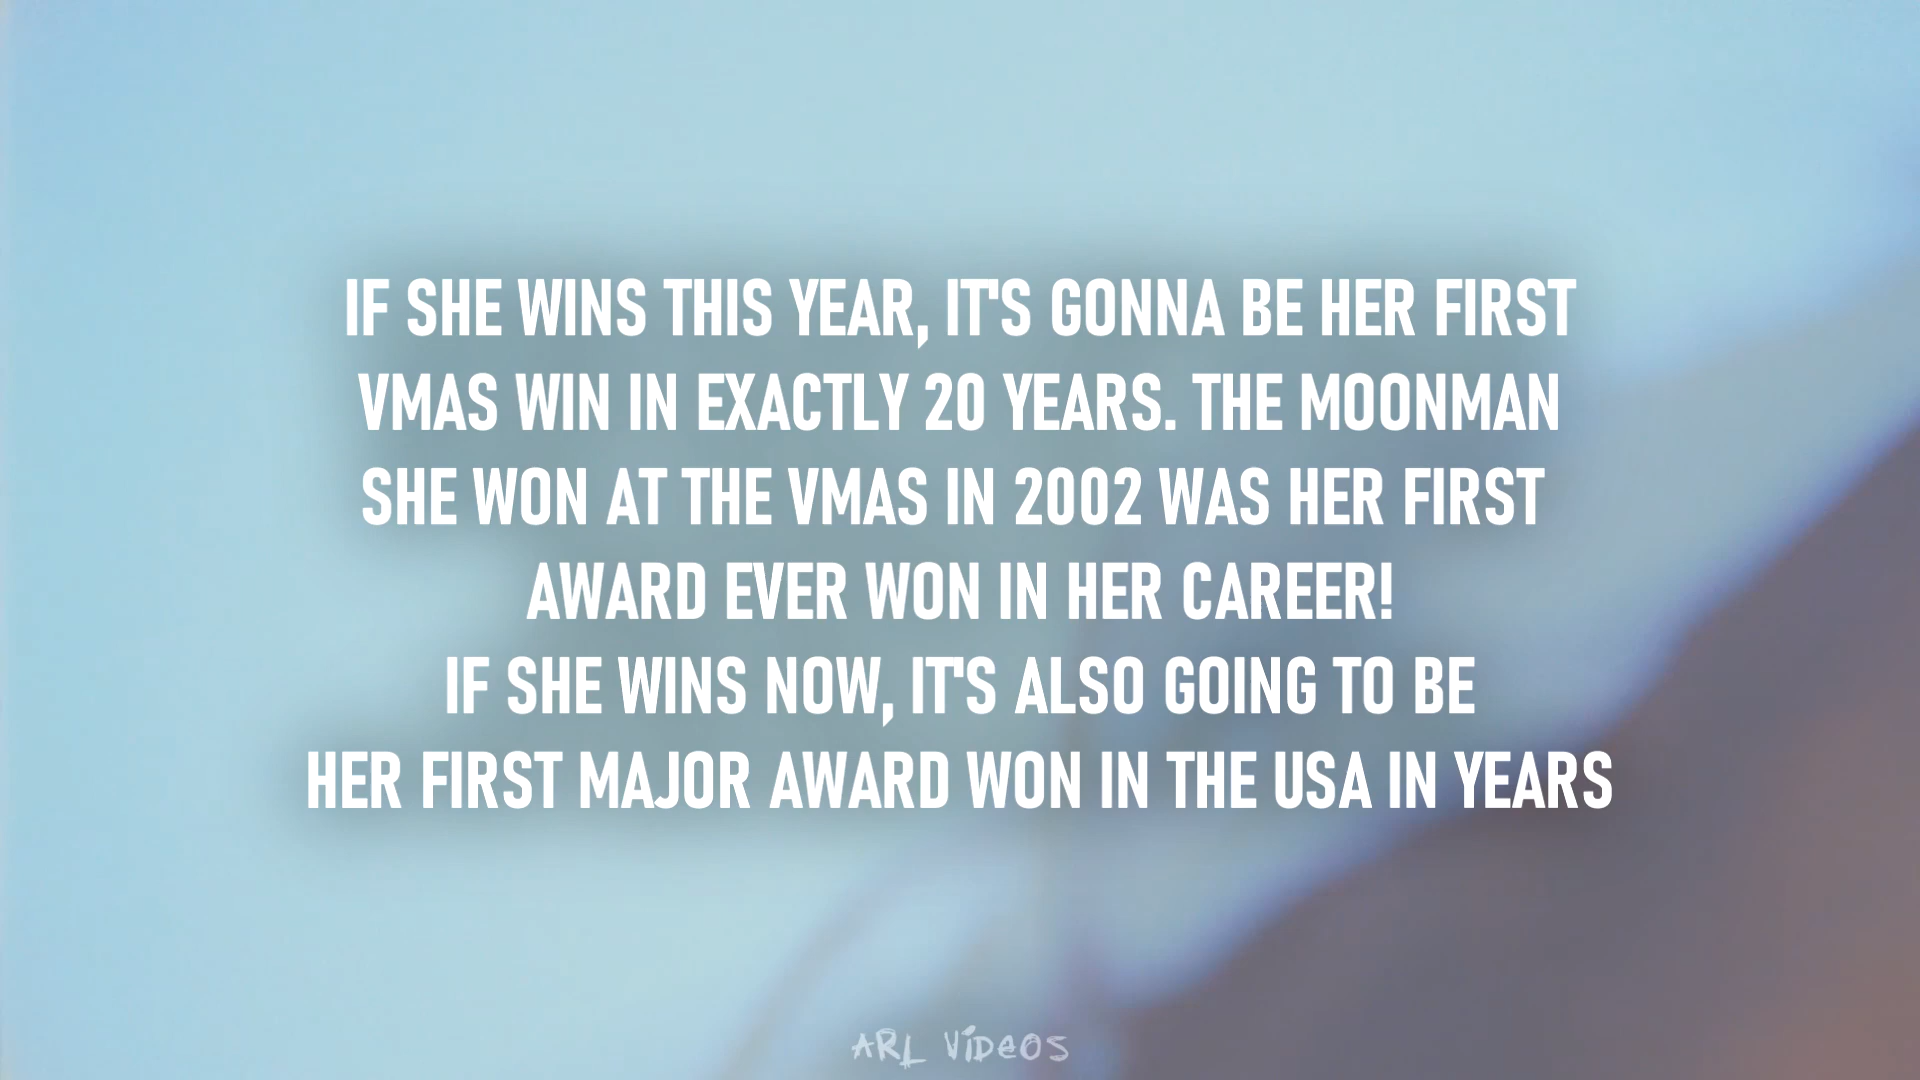 IF SHE WINS THIS YEAR, IT'S GONNA BE HER FIRST
VMAS WIN IN EXACTLY 20 YEARS. THE MOONMAN
SHE WON AT THE VMAS IN 2002 WAS HER FIRST
AWARD EVER WON IN HER CAREER!
IF SHE WINS NOW, IT'S ALSO GOING TO BE
HER FIRST MAJOR AWARD WON IN THE USA IN YEARS
ARL VIDEOS